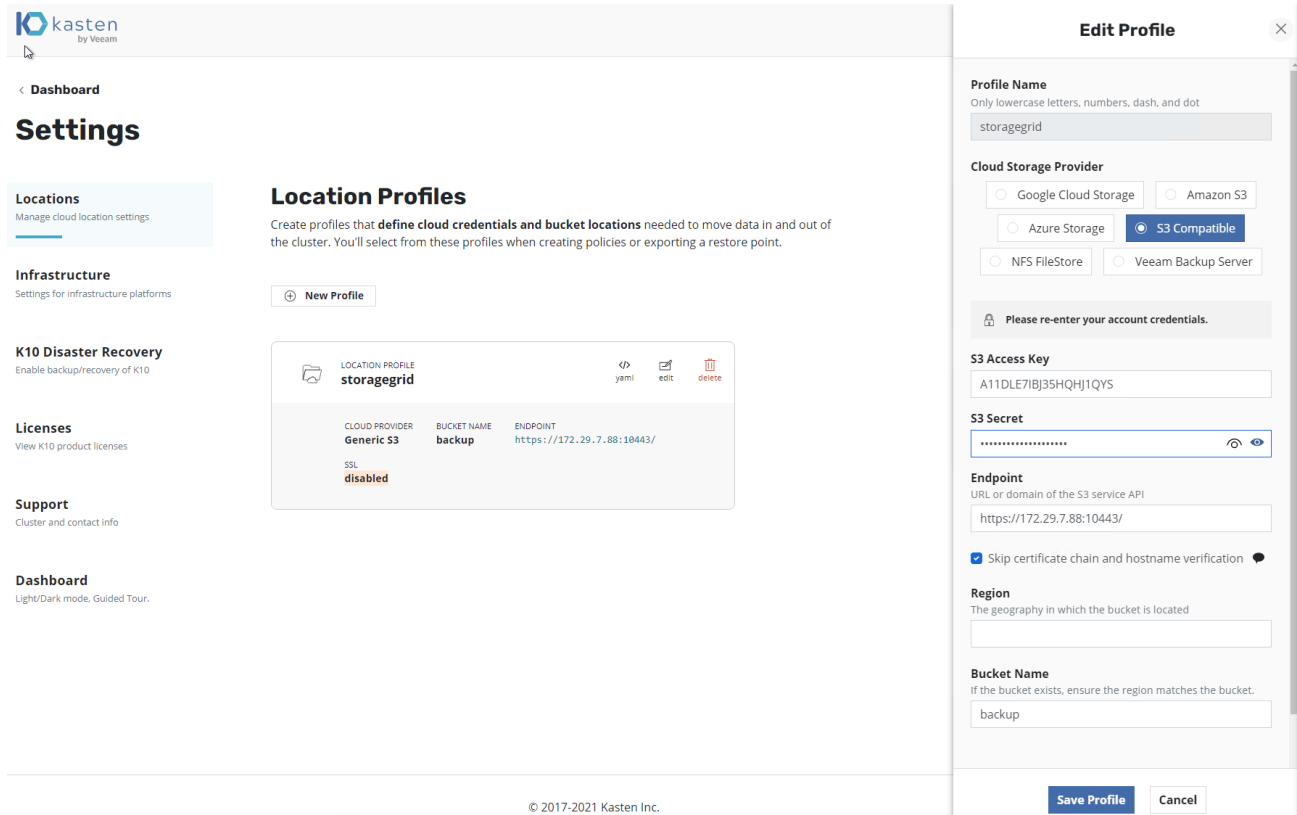 kasten
by Veeam
Dashboard
Settings
Locations
Manage cloud location settings
Infrastructure
Settings for infrastructure platforms
K10 Disaster Recovery
Enable backup/recovery of K10
Licenses
View K10 product licenses
Support
Cluster and contact info
Dashboard
Light/Dark mode, Guided Tour.
Location Profiles
Create profiles that define cloud credentials and bucket locations needed to move data in and out of
the cluster. You'll select from these profiles when creating policies or exporting a restore point.
New Profile
LOCATION PROFILE
storagegrid
yaml edit delete
CLOUD PROVIDER BUCKET NAME ENDPOINT
Generic S3 backup https://172.29.7.88:10443/
SSL
disabled
© 2017-2021 Kasten Inc.
Edit Profile
Profile Name
Only lowercase letters, numbers, dash, and dot
storagegrid
Cloud Storage Provider
Google Cloud Storage Amazon S3
Azure Storage S3 Compatible
NFS FileStore Veeam Backup Server
Please re-enter your account credentials.
S3 Access Key
A11DLE7IBJ35HQHJ1QYS
S3 Secret
••••••••••••••••••••
Endpoint
URL or domain of the S3 service API
https://172.29.7.88:10443/
Skip certificate chain and hostname verification
Region
The geography in which the bucket is located
Bucket Name
If the bucket exists, ensure the region matches the bucket.
backup
Save Profile Cancel